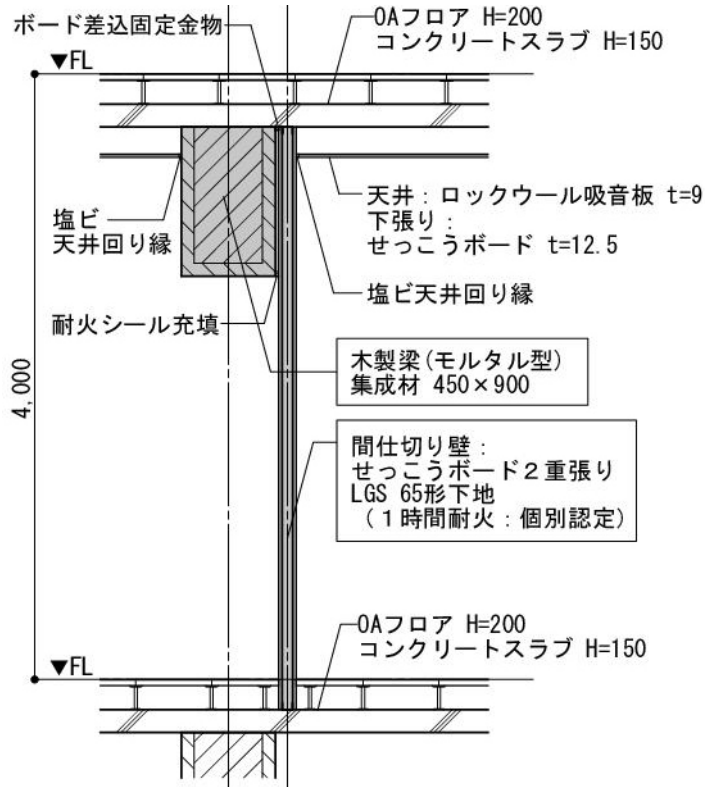 ボード差込固定金物
OAフロア H=200
コンクリートスラブ H=150
▼FL
天井：ロックウール吸音板 t=9
下張り：
せっこうボード t=12.5
塩ビ
天井回り縁
塩ビ天井回り縁
耐火シール充填
木製梁(モルタル型)
集成材 450×900
4,000
間仕切り壁：
せっこうボード２重張り
LGS 65形下地
（１時間耐火：個別認定）
OAフロア H=200
コンクリートスラブ H=150
▼FL